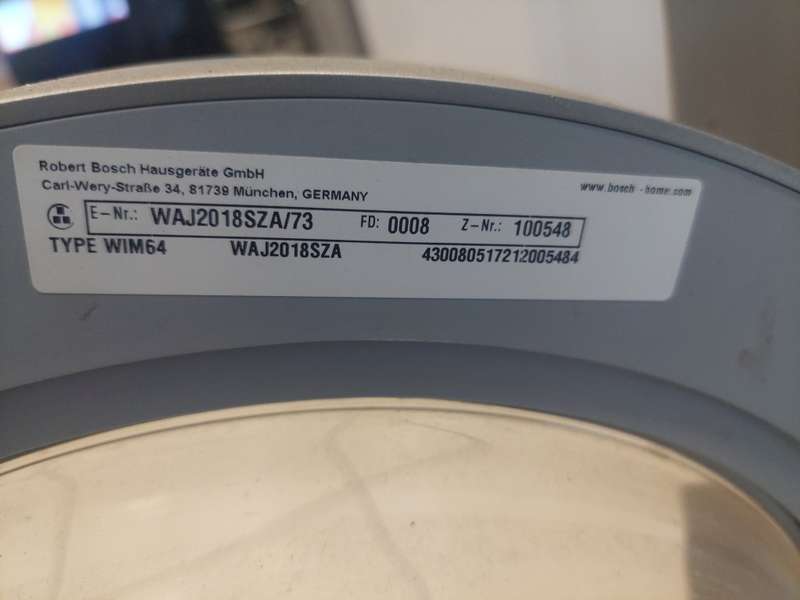 Robert Bosch Hausgeräte GmbH
Carl-Wery-Straße 34, 81739 München, GERMANY
www.bosch-home.com
E-Nr.: WAJ2018SZA/73 FD: 0008 Z-Nr.: 100548
TYPE WIM64 WAJ2018SZA 430080517212005484